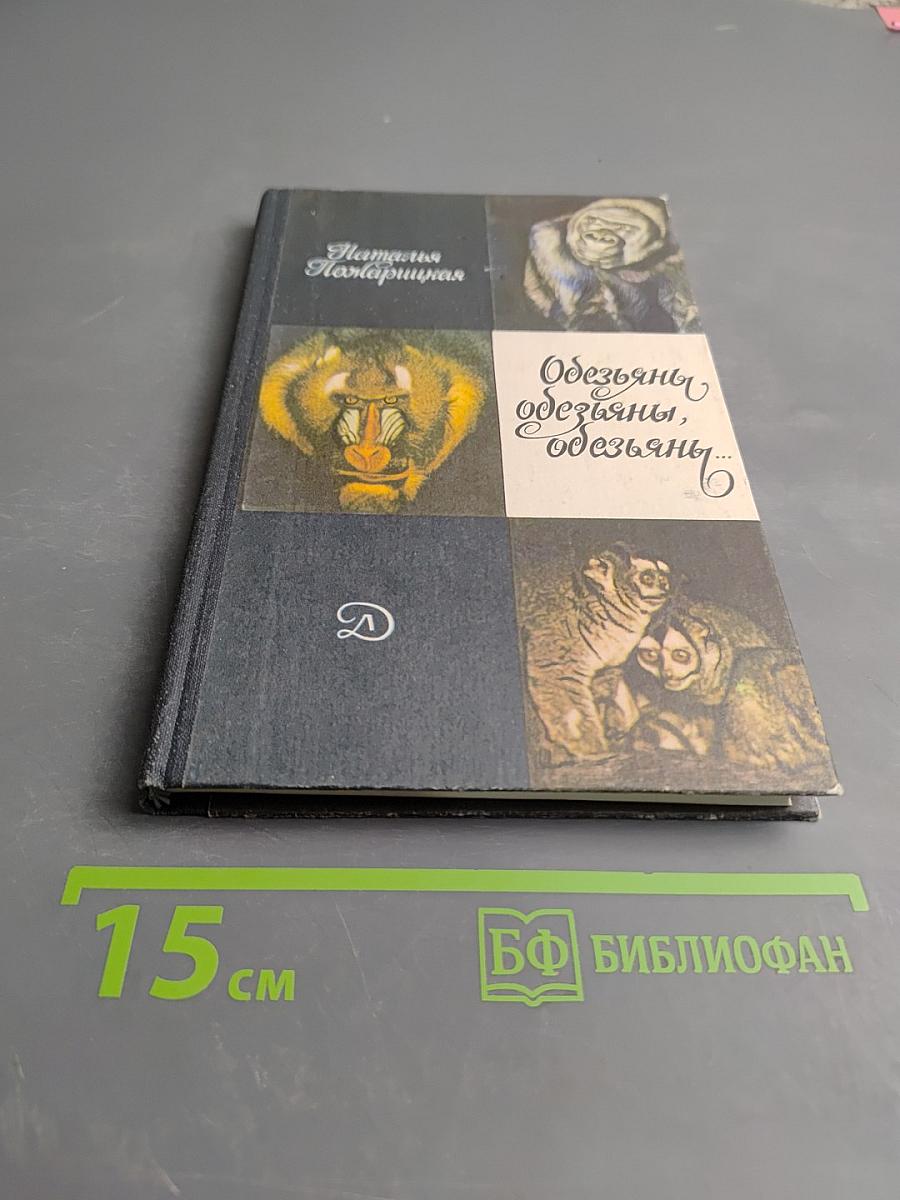 Наталья
Пожарицкая
Обезьяны,
обезьяны,
обезьяны...
Д
15 см
БФ БИБЛИОФАН